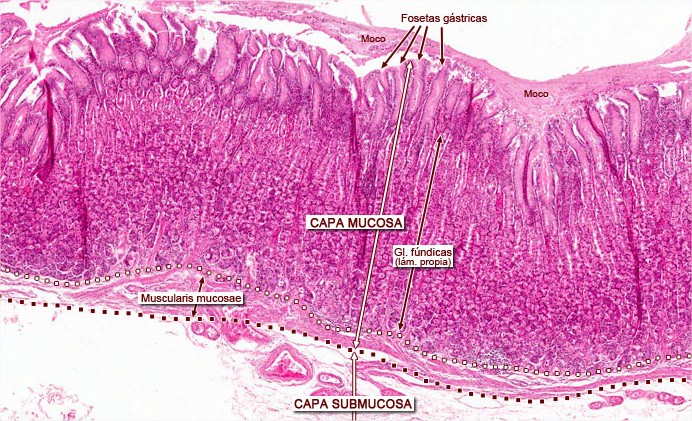 Fosetas gástricas
Moco
Moco
CAPA MUCOSA
Gl. fúndicas
(lám. propia)
Muscularis mucosae
CAPA SUBMUCOSA